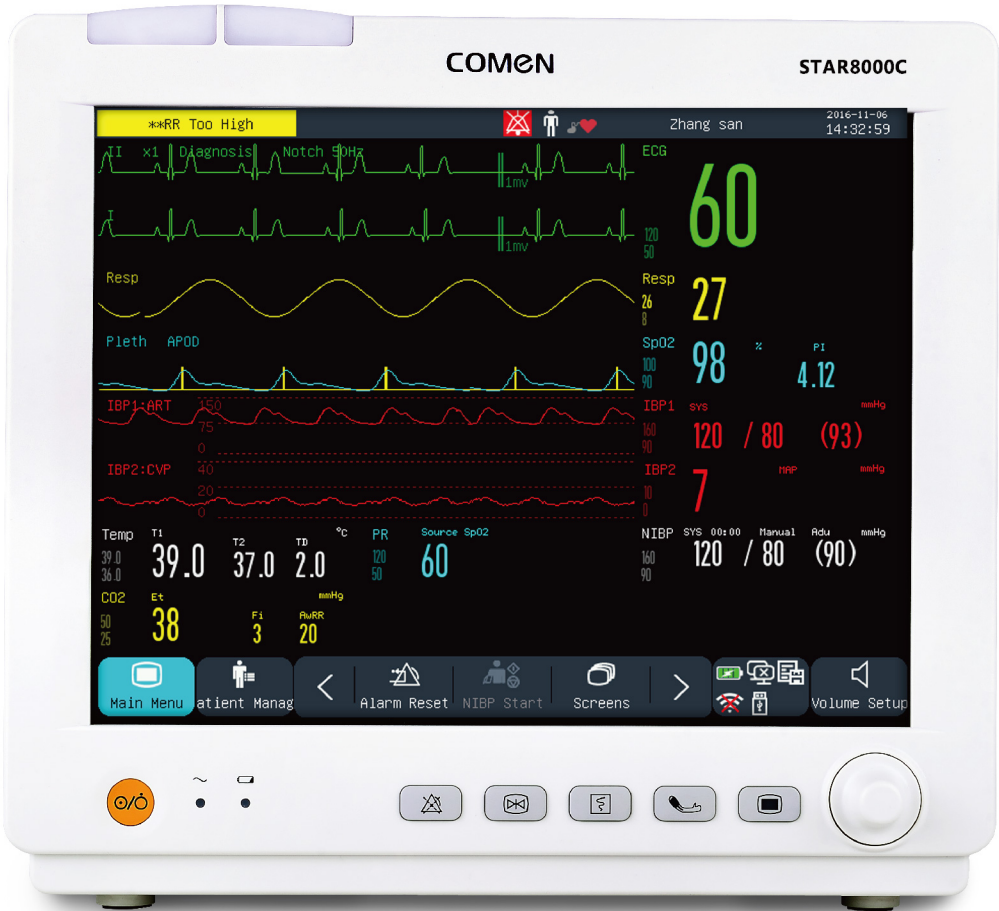 COMEN
STAR8000C
**RR Too High
Zhang san
2016-11-06
14:32:59
II x1 Diagnosis Notch 50Hz
1mv
ECG
60
120
50
I
1mv
Resp
Resp
26
8
27
Pleth APOD
SpO2
100
90
98
%
PI
4.12
IBP1:ART
150
75
0
IBP1
SYS
mmHg
160
90
120 / 80 (93)
IBP2:CVP
40
20
0
IBP2
MAP
mmHg
10
0
7
Temp
39.0
36.0
T1
39.0
T2
37.0
TD
2.0
°C
PR
120
50
Source SpO2
60
NIBP
160
90
SYS 00:00 Manual Adu mmHg
120 / 80 (90)
CO2
50
25
Et
38
Fi
3
mmHg
AwRR
20
Main Menu
atient Manag
Alarm Reset
NIBP Start
Screens
Volume Setup